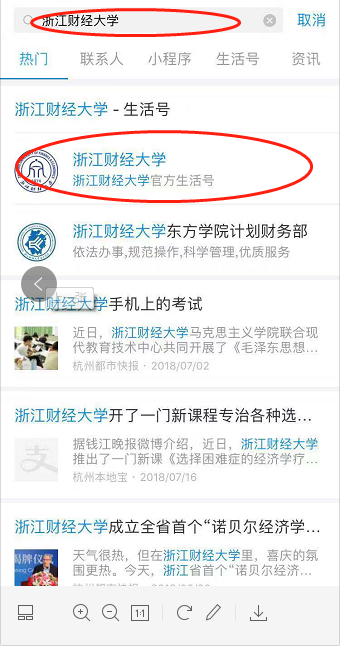 浙江财经大学
取消
热门 联系人 小程序 生活号 资讯
浙江财经大学 - 生活号
浙江财经大学
浙江财经大学官方生活号
浙江财经大学东方学院计划财务部
依法办事,规范操作,科学管理,优质服务
浙江财经大学手机上的考试
近日，浙江财经大学马克思主义学院联合现
代教育技术中心共同开展了《毛泽东思想...
杭州都市快报・2018/07/02
浙江财经大学开了一门新课程专治各种选...
据钱江晚报微博介绍，近日，浙江财经大学
推出了一门新课《选择困难症的经济学疗...
杭州本地宝・2018/07/16
浙江财经大学成立全省首个“诺贝尔经济学...
天气很热，但在浙江财经大学里，喜庆的氛
围更热。今天，浙江省首个“诺贝尔经济...
1:1